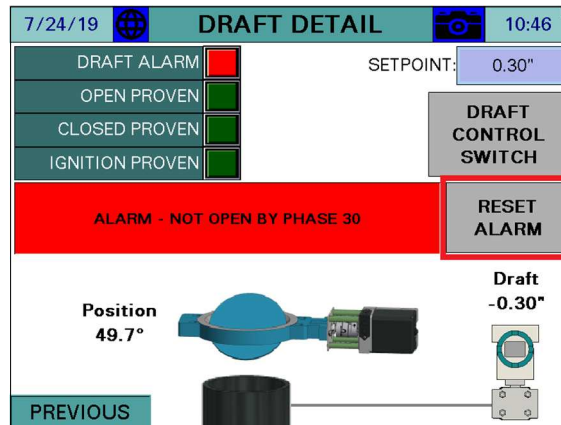 7/24/19
DRAFT DETAIL
10:46
DRAFT ALARM
SETPOINT:
0.30"
OPEN PROVEN
CLOSED PROVEN
IGNITION PROVEN
DRAFT
CONTROL
SWITCH
ALARM - NOT OPEN BY PHASE 30
RESET
ALARM
Position
49.7°
Draft
-0.30"
PREVIOUS